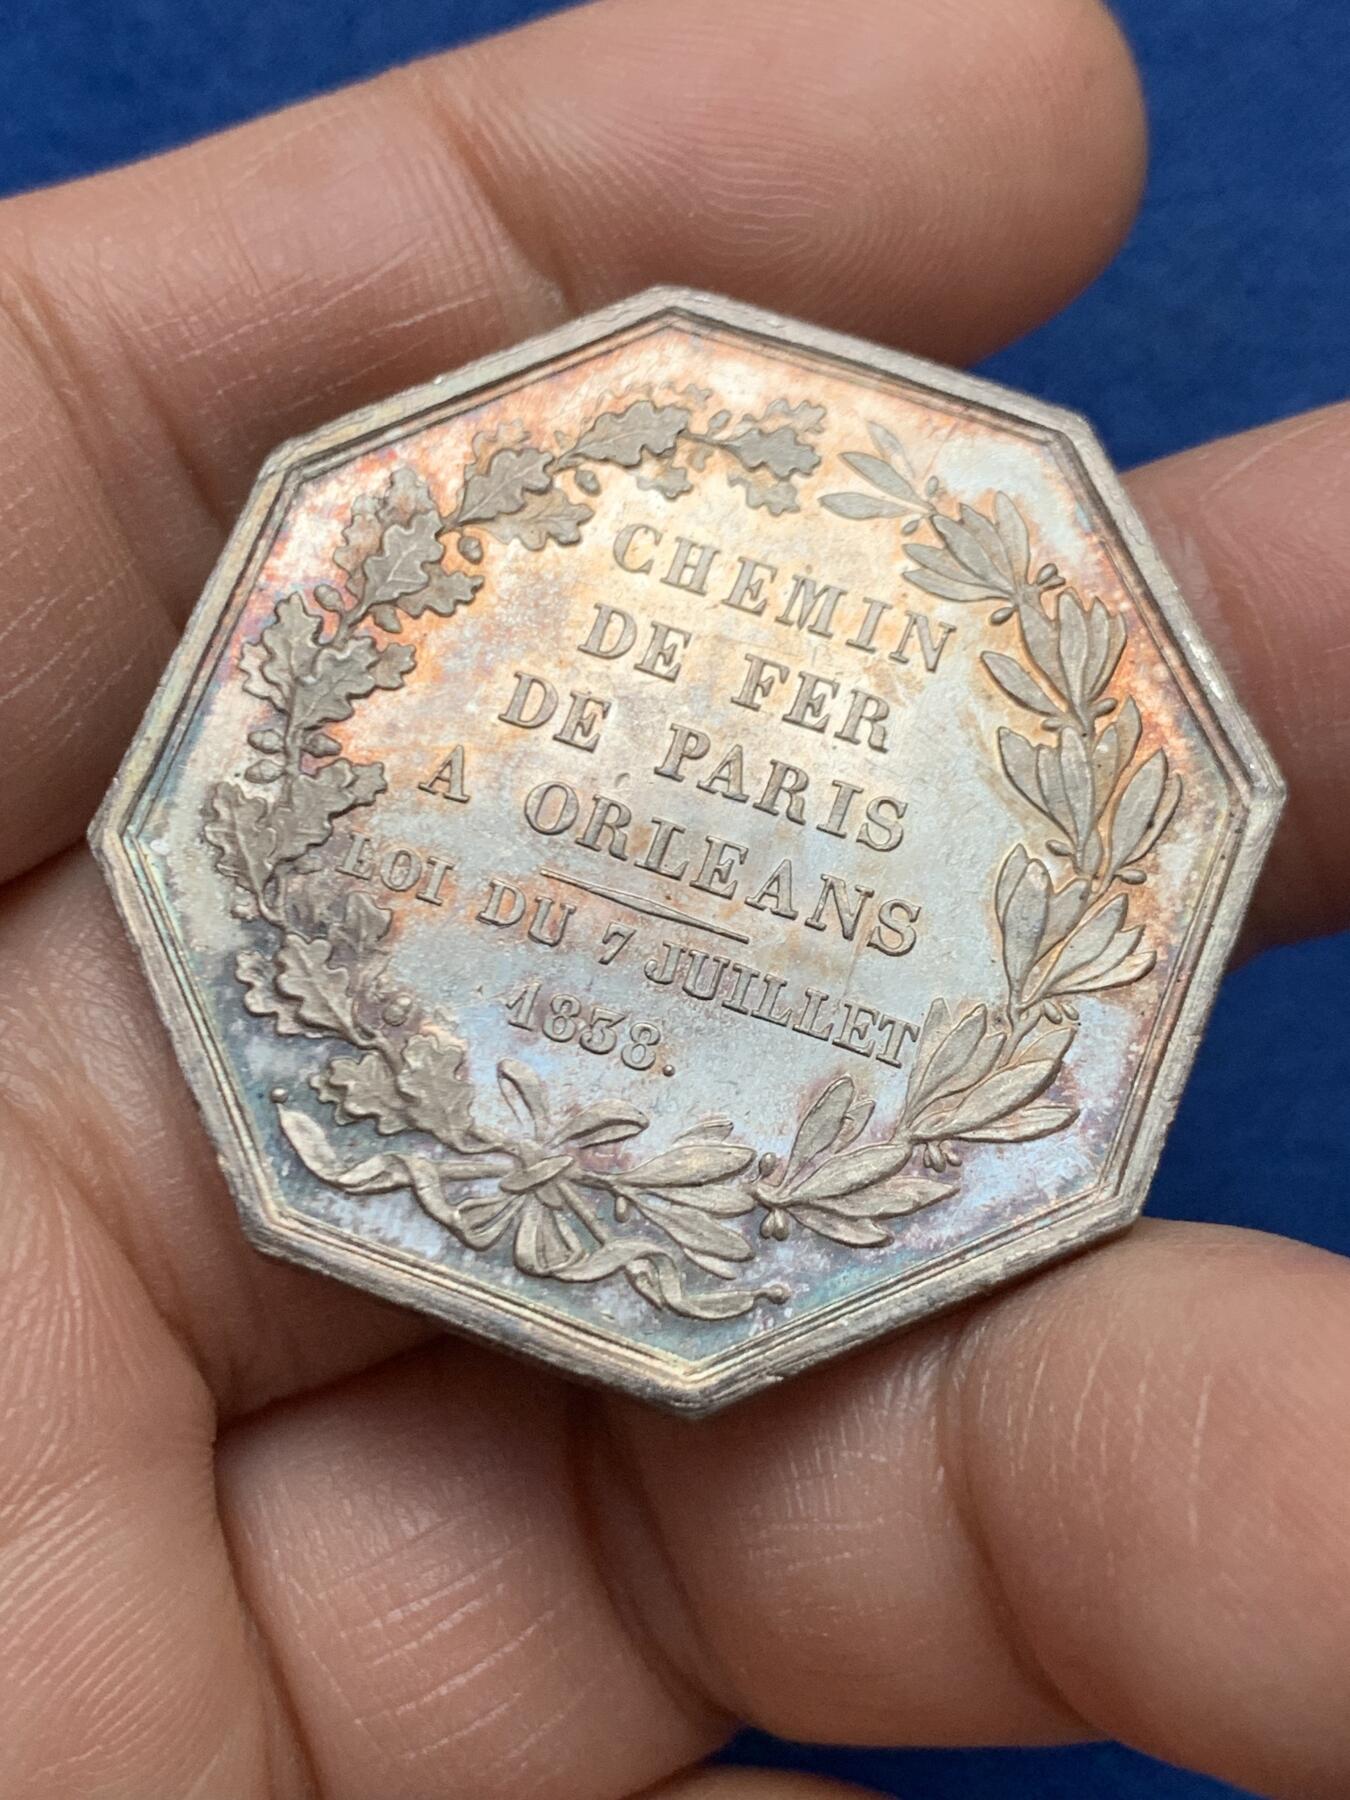 CHEMIN
DE FER
DE PARIS
A ORLEANS
LOI DU 7 JUILLET
1838.